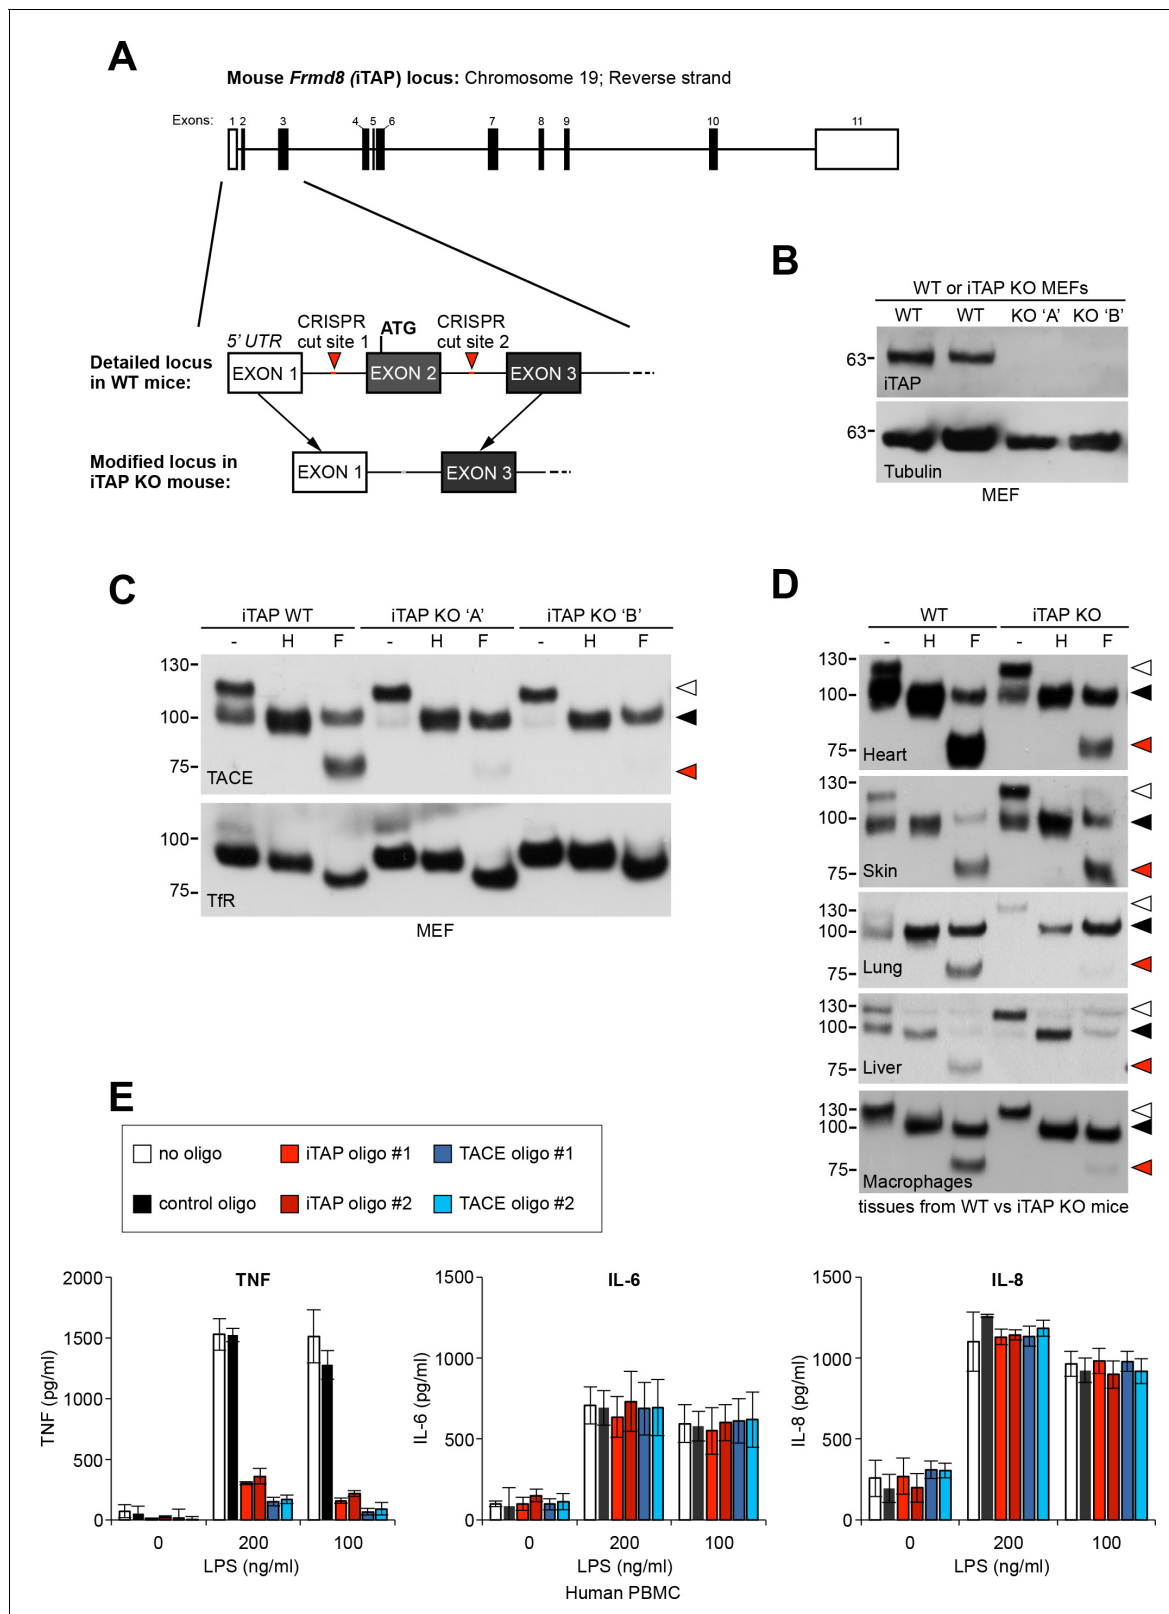 A
Mouse Frmd8 (iTAP) locus: Chromosome 19; Reverse strand
Exons: 1 2 3 4 5 6 7 8 9 10 11
CRISPR cut site 1
ATG
CRISPR cut site 2
5' UTR
Detailed locus in WT mice:
EXON 1 EXON 2 EXON 3
Modified locus in iTAP KO mouse:
EXON 1 EXON 3
B
WT or iTAP KO MEFs
WT WT KO 'A' KO 'B'
63-
iTAP
63-
Tubulin
MEF
C
iTAP WT iTAP KO 'A' iTAP KO 'B'
- H F - H F - H F
130-
100-
75-
TACE
100-
75-
TfR
MEF
D
WT iTAP KO
- H F - H F
130-
100-
75-
Heart
130-
100-
75-
Skin
130-
100-
75-
Lung
130-
100-
75-
Liver
130-
100-
75-
Macrophages
tissues from WT vs iTAP KO mice
E
no oligo iTAP oligo #1 TACE oligo #1
control oligo iTAP oligo #2 TACE oligo #2
TNF
TNF (pg/ml)
2000
1500
1000
500
0
0 200 100
LPS (ng/ml)
IL-6
IL-6 (pg/ml)
1500
1000
500
0
0 200 100
LPS (ng/ml)
Human PBMC
IL-8
IL-8 (pg/ml)
1500
1000
500
0
0 200 100
LPS (ng/ml)